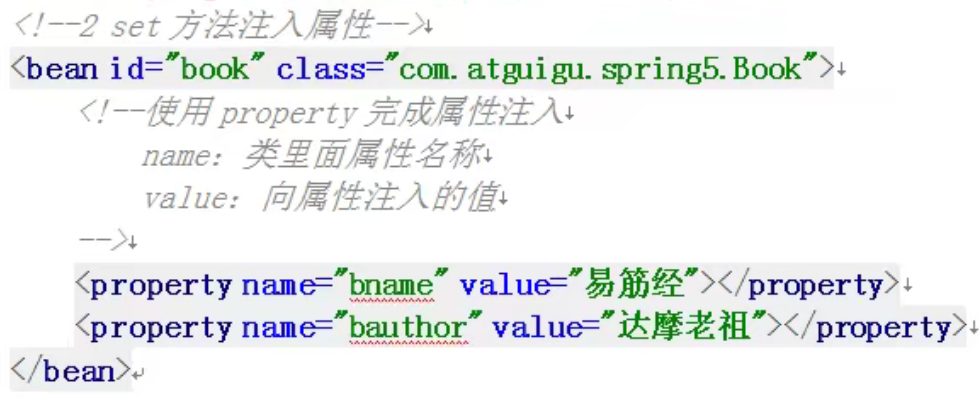 <!--2 set 方法注入属性-->
<bean id="book" class="com.atguigu.spring5.Book">
<!--使用 property 完成属性注入
name：类里面属性名称
value：向属性注入的值
-->
<property name="bname" value="易筋经"></property>
<property name="bauthor" value="达摩老祖"></property>
</bean>